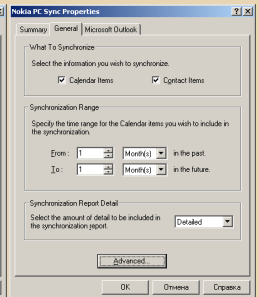 Nokia PC Sync Properties
Summary General Microsoft Outlook
What To Synchronize
Select the information you wish to synchronize.
Calendar Items Contact Items
Synchronization Range
Specify the time range for the Calendar items you wish to include in
the synchronization.
From: 1 Month(s) in the past.
To: 1 Month(s) in the future.
Synchronization Report Detail
Select the amount of detail to be included in
the synchronization report.
Detailed
Advanced...
OK Отмена Справка